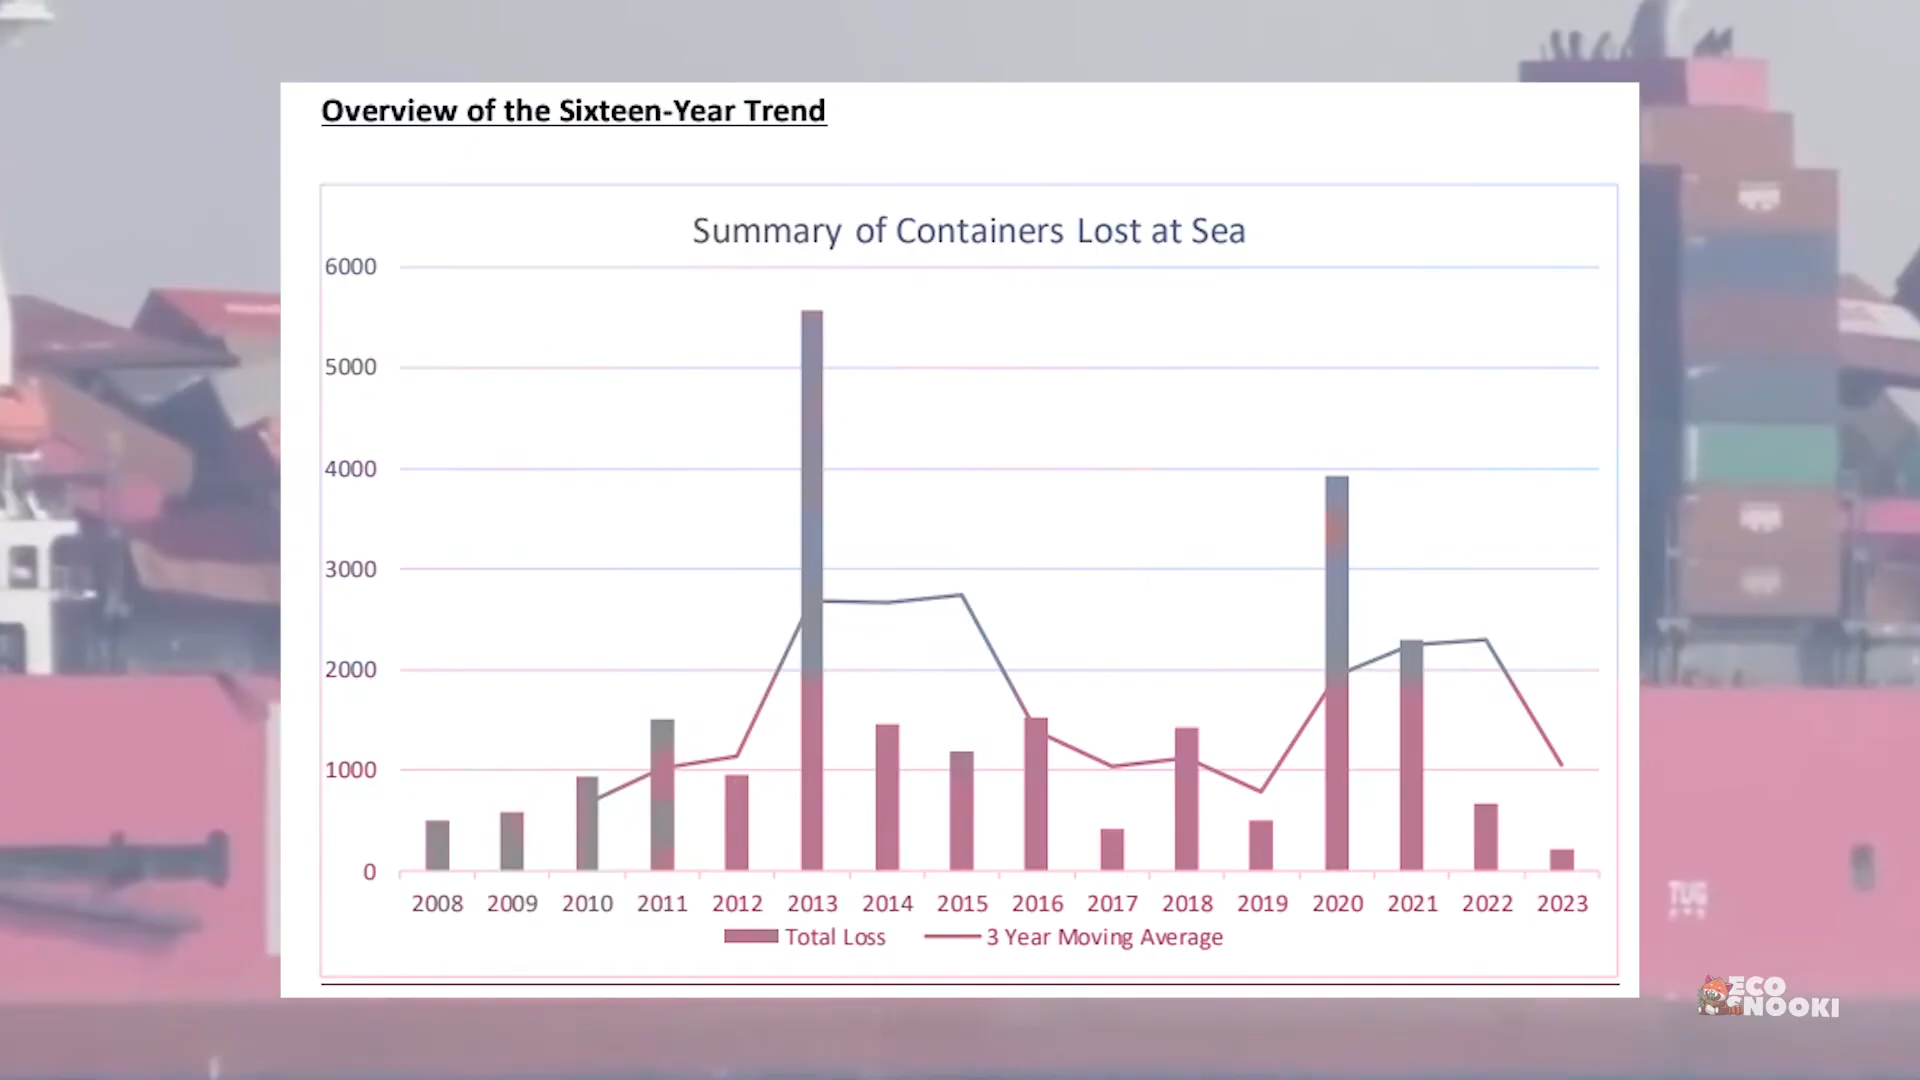 Overview of the Sixteen-Year Trend
Summary of Containers Lost at Sea
6000
5000
4000
3000
2000
1000
0
2008 2009 2010 2011 2012 2013 2014 2015 2016 2017 2018 2019 2020 2021 2022 2023
Total Loss 3 Year Moving Average
TUG
ECO
SNOOKI